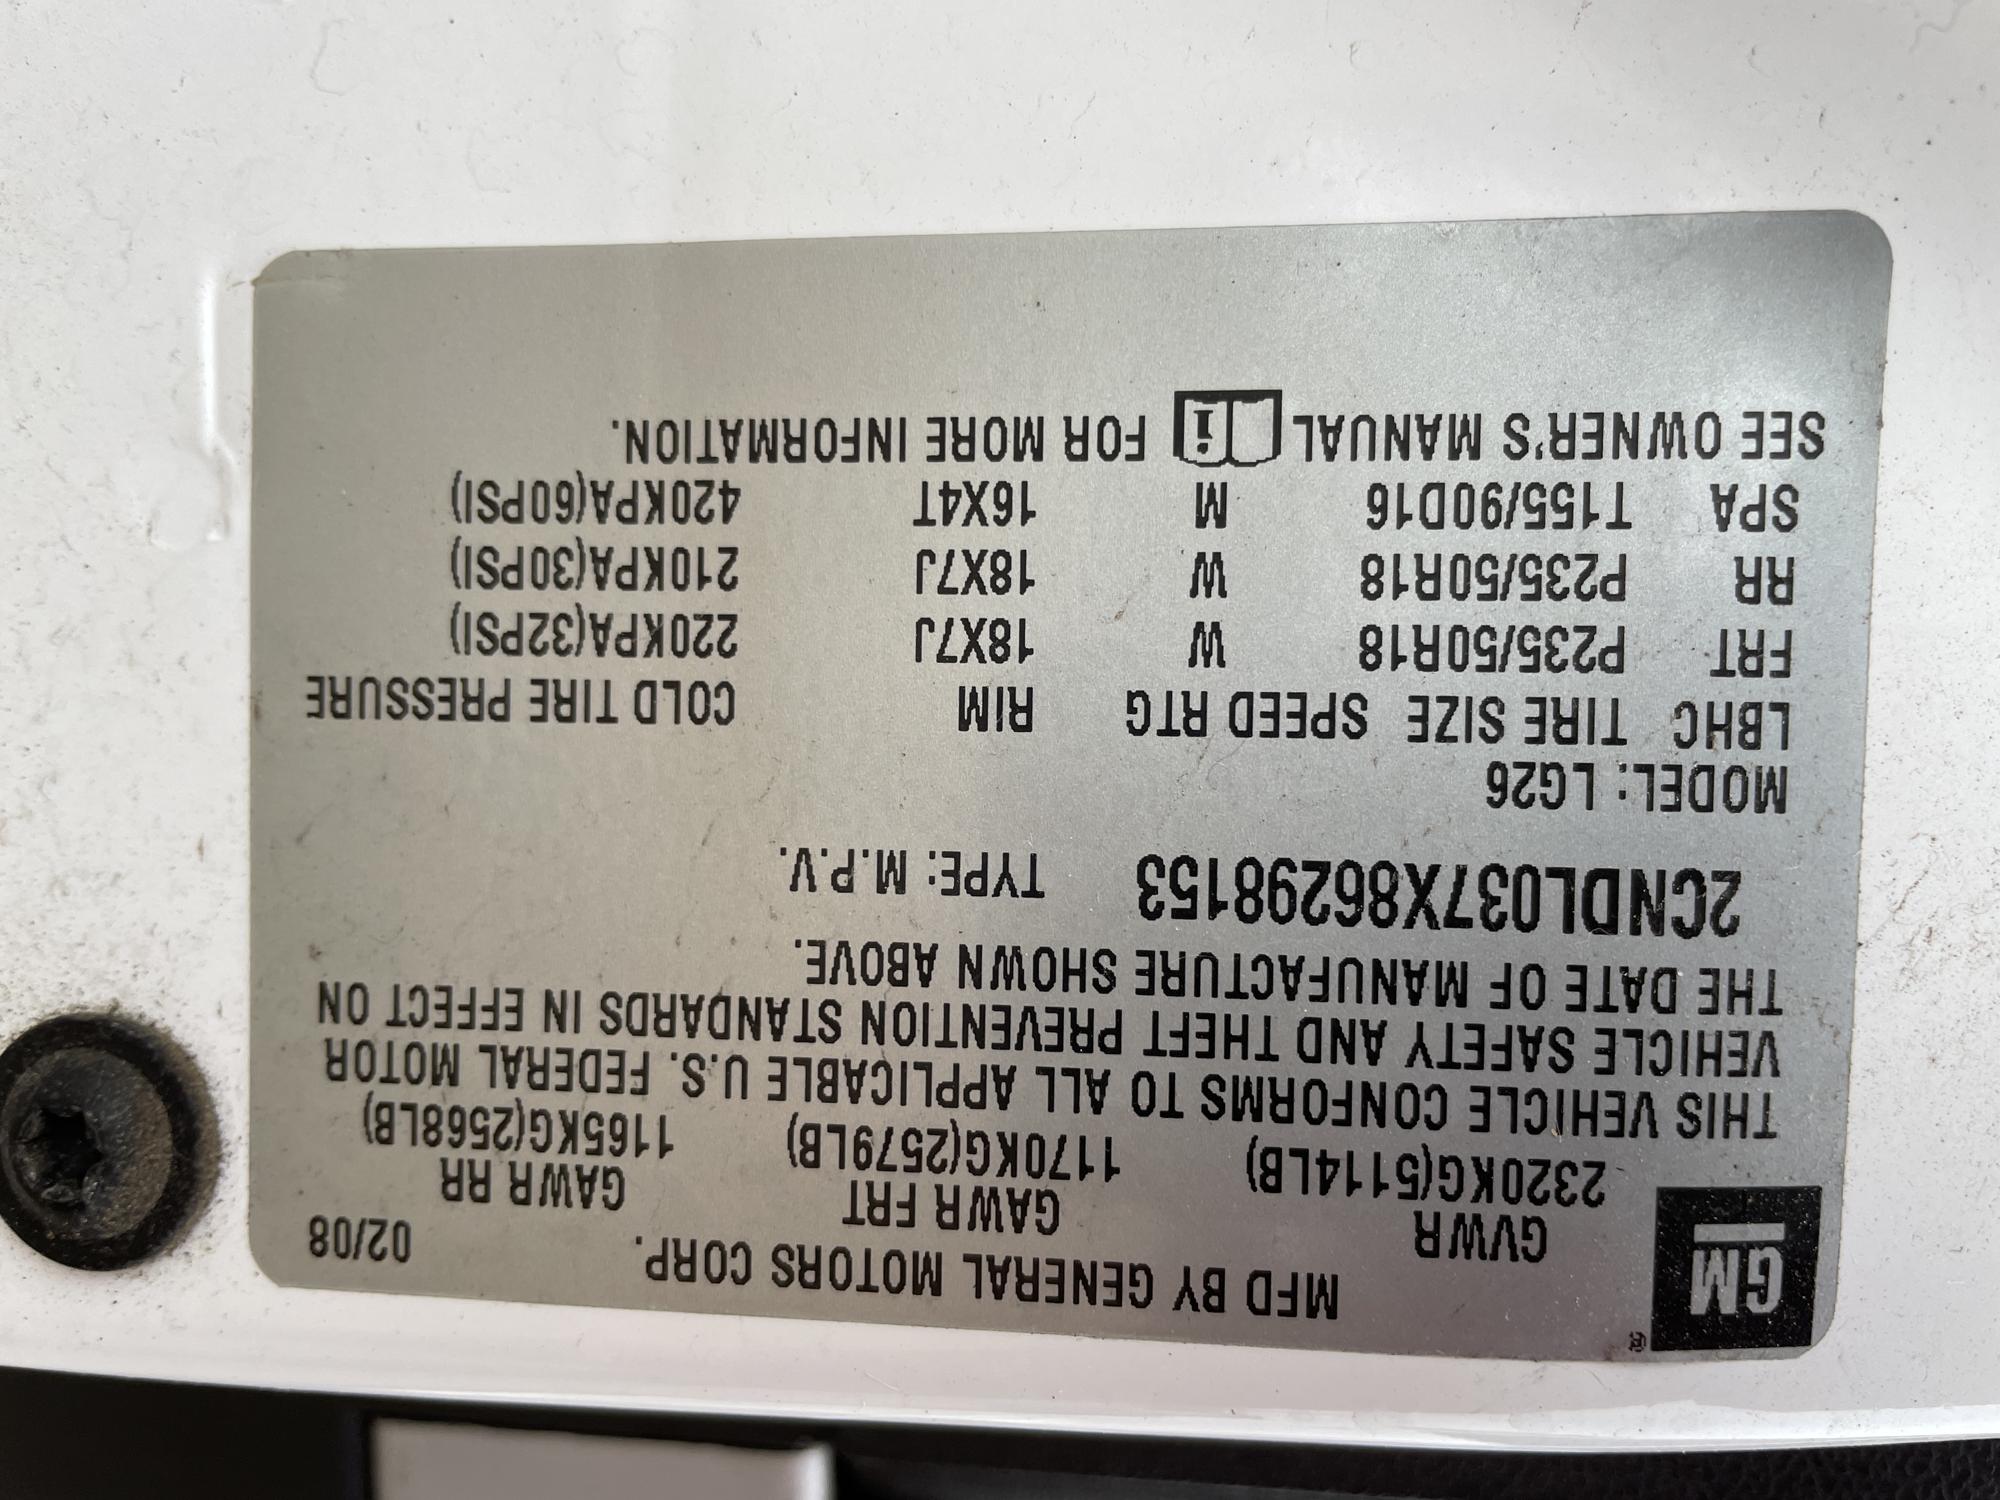 GM
®
MFD BY GENERAL MOTORS CORP. 02/08
GVWR GAWR FRT GAWR RR
2320KG(5114LB) 1170KG(2579LB) 1165KG(2568LB)
THIS VEHICLE CONFORMS TO ALL APPLICABLE U.S. FEDERAL MOTOR
VEHICLE SAFETY AND THEFT PREVENTION STANDARDS IN EFFECT ON
THE DATE OF MANUFACTURE SHOWN ABOVE.
2CNDL037X86298153 TYPE: M.P.V.
MODEL: LG26
LBHC TIRE SIZE SPEED RTG RIM COLD TIRE PRESSURE
FRT P235/50R18 W 18X7J 220KPA(32PSI)
RR P235/50R18 W 18X7J 210KPA(30PSI)
SPA T155/90D16 M 16X4T 420KPA(60PSI)
SEE OWNER'S MANUAL i FOR MORE INFORMATION.